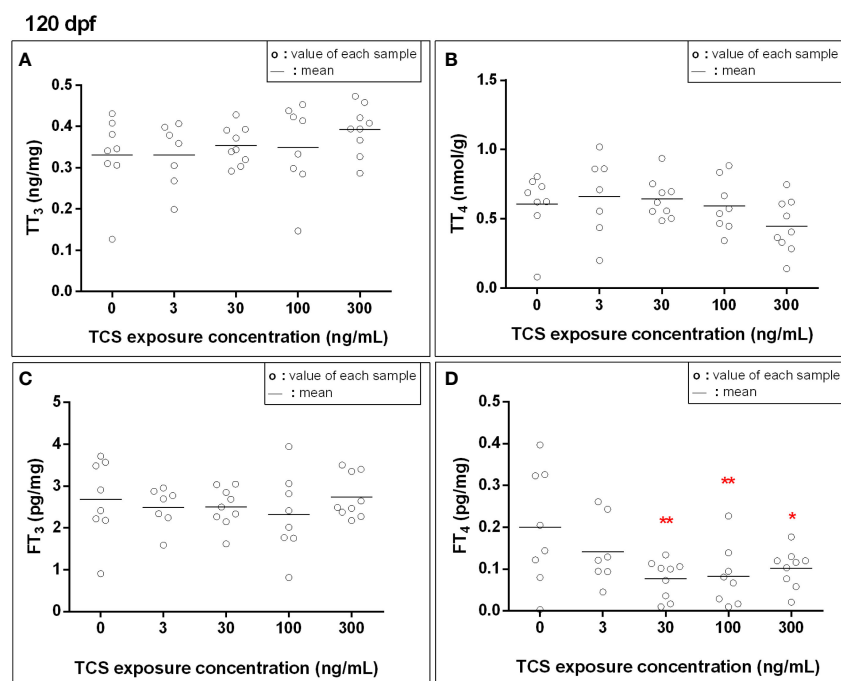 120 dpf
A
o : value of each sample
— : mean
TT3 (ng/mg)
0.5
0.4
0.3
0.2
0.1
0.0
0 3 30 100 300
TCS exposure concentration (ng/mL)
B
o : value of each sample
— : mean
TT4 (nmol/g)
1.5
1.0
0.5
0.0
0 3 30 100 300
TCS exposure concentration (ng/mL)
C
o : value of each sample
— : mean
FT3 (pg/mg)
5
4
3
2
1
0
0 3 30 100 300
TCS exposure concentration (ng/mL)
D
o : value of each sample
— : mean
FT4 (pg/mg)
0.5
0.4
0.3
0.2
0.1
0.0
**
**
*
0 3 30 100 300
TCS exposure concentration (ng/mL)